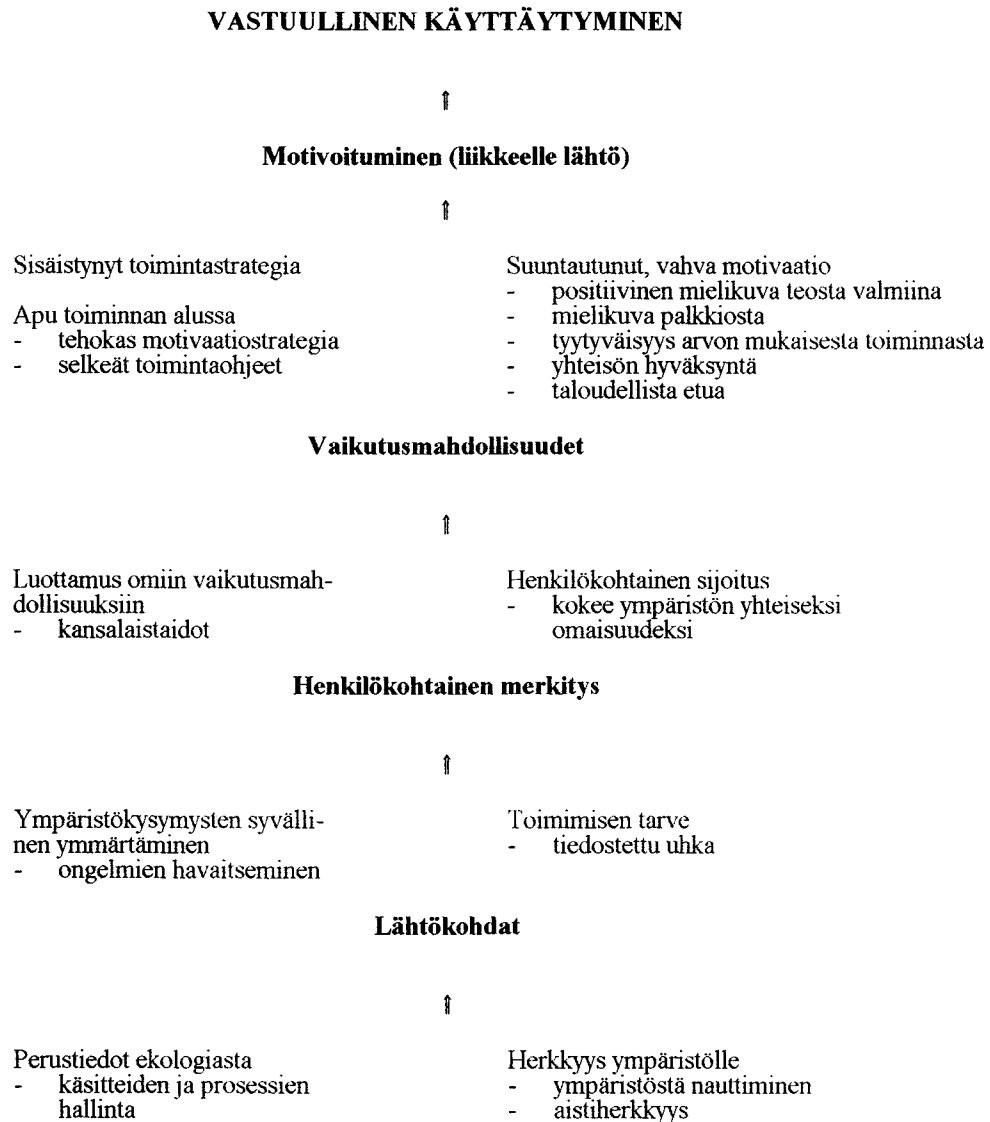 VASTUULLINEN KÄYTTÄYTYMINEN
⇑
Motivoituminen (liikkeelle lähtö)
⇑
Sisäistynyt toimintastrategia
Apu toiminnan alussa
- tehokas motivaatiostrategia
- selkeät toimintaohjeet
Suuntautunut, vahva motivaatio
- positiivinen mielikuva teosta valmiina
- mielikuva palkkiosta
- tyytyväisyys arvon mukaisesta toiminnasta
- yhteisön hyväksyntä
- taloudellista etua
Vaikutusmahdollisuudet
⇑
Luottamus omiin vaikutusmah-
dollisuuksiin
- kansalaistaidot
Henkilökohtainen sijoitus
- kokee ympäristön yhteiseksi
omaisuudeksi
Henkilökohtainen merkitys
⇑
Ympäristökysymysten syvälli-
nen ymmärtäminen
- ongelmien havaitseminen
Toimimisen tarve
- tiedostettu uhka
Lähtökohdat
⇑
Perustiedot ekologiasta
- käsitteiden ja prosessien
hallinta
Herkkyys ympäristölle
- ympäristöstä nauttiminen
- aistiherkkyys